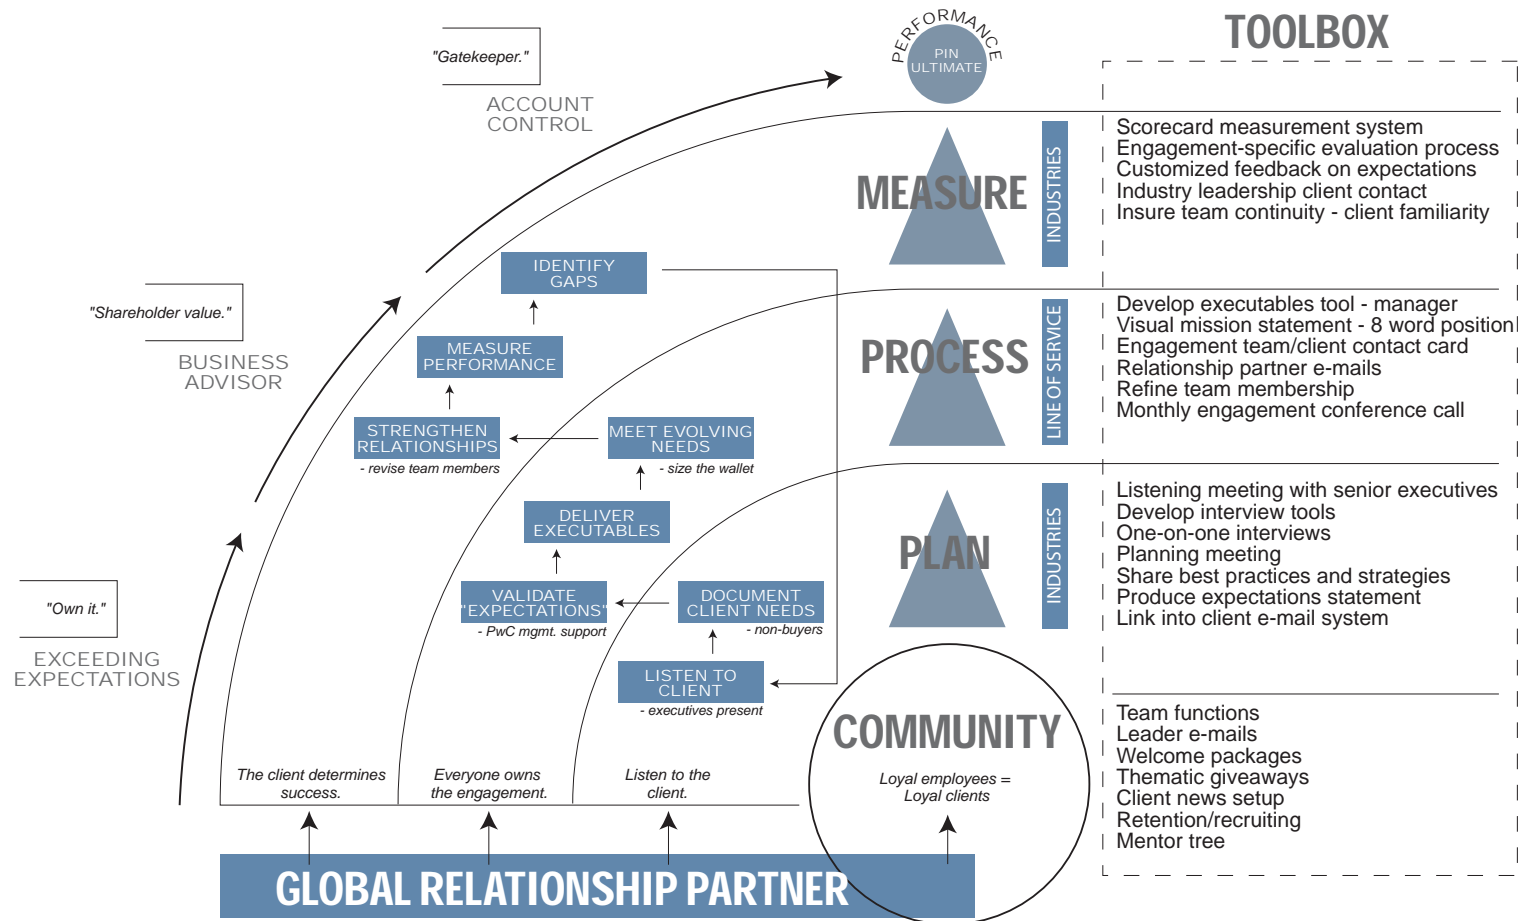 PERFORMANCE
PIN
ULTIMATE
TOOLBOX
"Gatekeeper."
ACCOUNT
CONTROL
"Shareholder value."
BUSINESS
ADVISOR
"Own it."
EXCEEDING
EXPECTATIONS
IDENTIFY
GAPS
MEASURE
PERFORMANCE
STRENGTHEN
RELATIONSHIPS
- revise team members
MEET EVOLVING
NEEDS
- size the wallet
DELIVER
EXECUTABLES
VALIDATE
"EXPECTATIONS"
- PwC mgmt. support
DOCUMENT
CLIENT NEEDS
- non-buyers
LISTEN TO
CLIENT
- executives present
MEASURE
INDUSTRIES
Scorecard measurement system
Engagement-specific evaluation process
Customized feedback on expectations
Industry leadership client contact
Insure team continuity - client familiarity
PROCESS
LINE OF SERVICE
Develop executables tool - manager
Visual mission statement - 8 word position
Engagement team/client contact card
Relationship partner e-mails
Refine team membership
Monthly engagement conference call
PLAN
INDUSTRIES
Listening meeting with senior executives
Develop interview tools
One-on-one interviews
Planning meeting
Share best practices and strategies
Produce expectations statement
Link into client e-mail system
COMMUNITY
Loyal employees =
Loyal clients
Team functions
Leader e-mails
Welcome packages
Thematic giveaways
Client news setup
Retention/recruiting
Mentor tree
The client determines
success.
Everyone owns
the engagement.
Listen to the
client.
GLOBAL RELATIONSHIP PARTNER